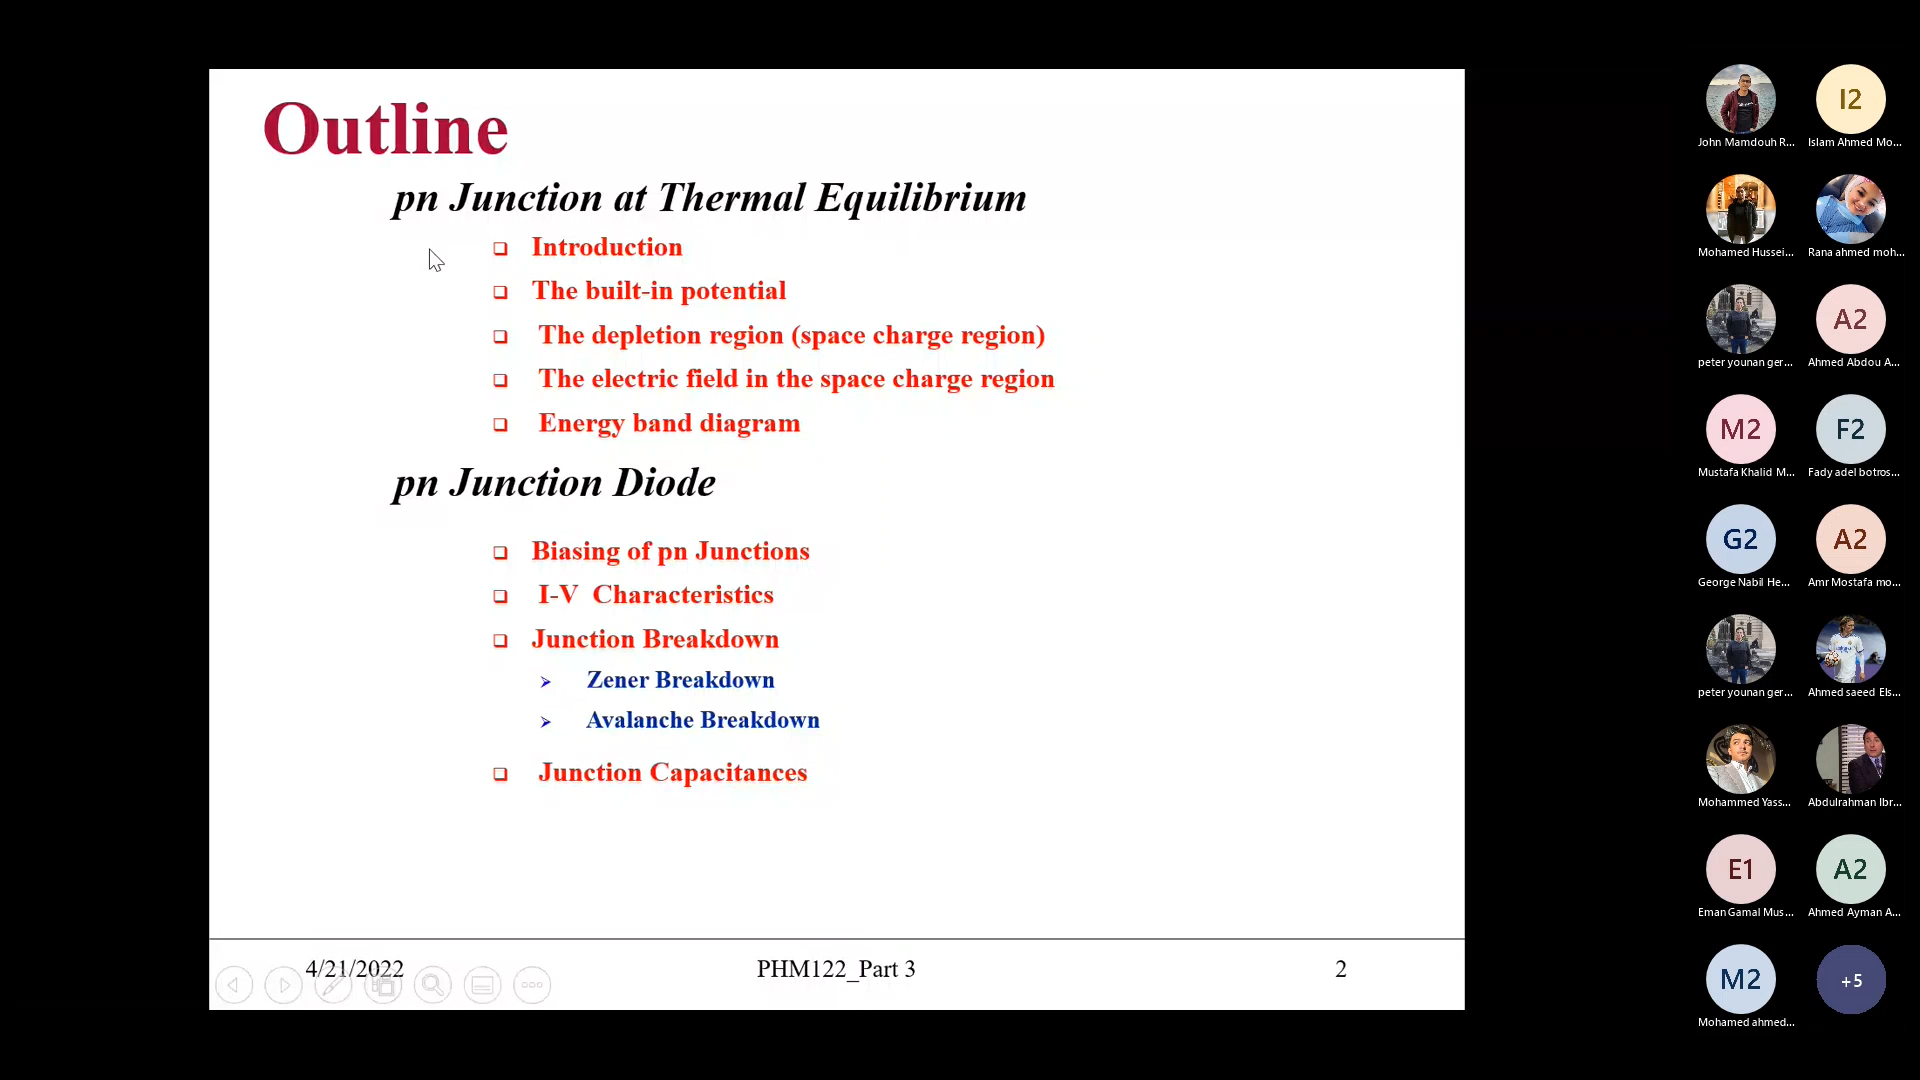 Outline
pn Junction at Thermal Equilibrium
Introduction
The built-in potential
The depletion region (space charge region)
The electric field in the space charge region
Energy band diagram
pn Junction Diode
Biasing of pn Junctions
I-V Characteristics
Junction Breakdown
Zener Breakdown
Avalanche Breakdown
Junction Capacitances
4/21/2022
PHM122_Part 3
2
I2
John Mamdouh R...
Islam Ahmed Mo...
Mohamed Hussei...
Rana ahmed moh...
A2
peter younan ger...
Ahmed Abdou A...
M2
F2
Mustafa Khalid M...
Fady adel botros...
G2
A2
George Nabil He...
Amr Mostafa mo...
peter younan ger...
Ahmed saeed Els...
Mohammed Yass...
Abdulrahman Ibr...
E1
A2
Eman Gamal Mus...
Ahmed Ayman A...
M2
+5
Mohamed ahmed...